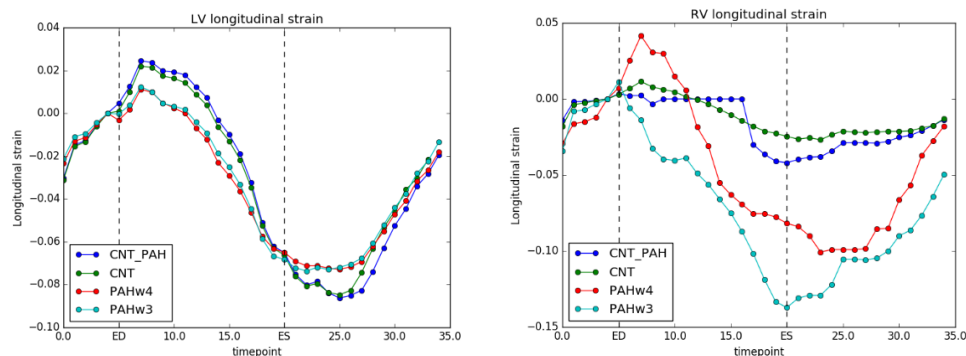 LV longitudinal strain
0.04
0.02
0.00
−0.02
−0.04
−0.06
−0.08
−0.10
Longitudinal strain
CNT_PAH
CNT
PAHw4
PAHw3
0.0 ED 10.0 15.0 ES 25.0 30.0 35.0
timepoint
RV longitudinal strain
0.05
0.00
−0.05
−0.10
−0.15
Longitudinal strain
CNT_PAH
CNT
PAHw4
PAHw3
0.0 ED 10.0 15.0 ES 25.0 30.0 35.0
timepoint